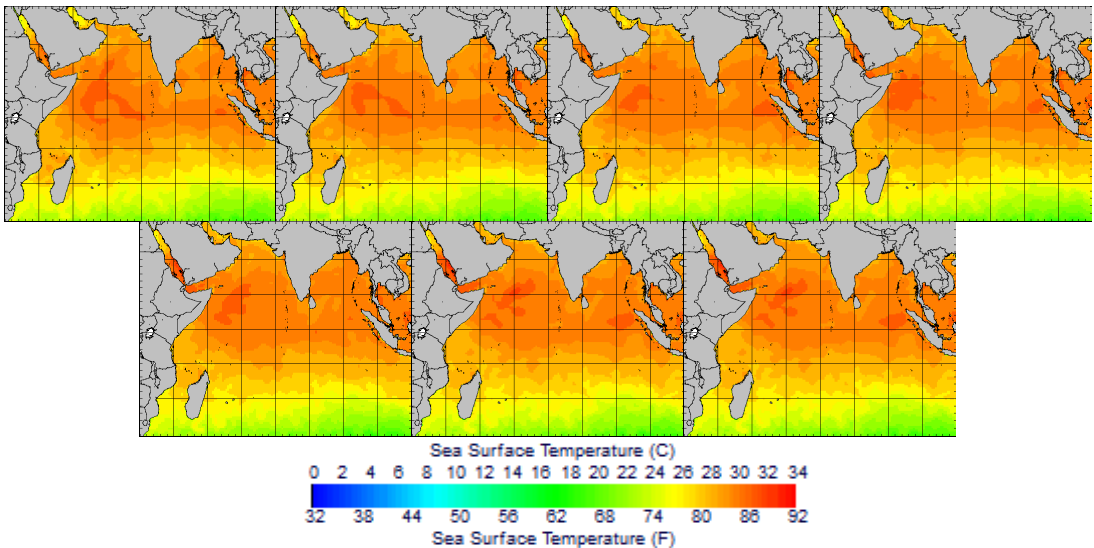 Sea Surface Temperature (C)
0 2 4 6 8 10 12 14 16 18 20 22 24 26 28 30 32 34
32 38 44 50 56 62 68 74 80 86 92
Sea Surface Temperature (F)